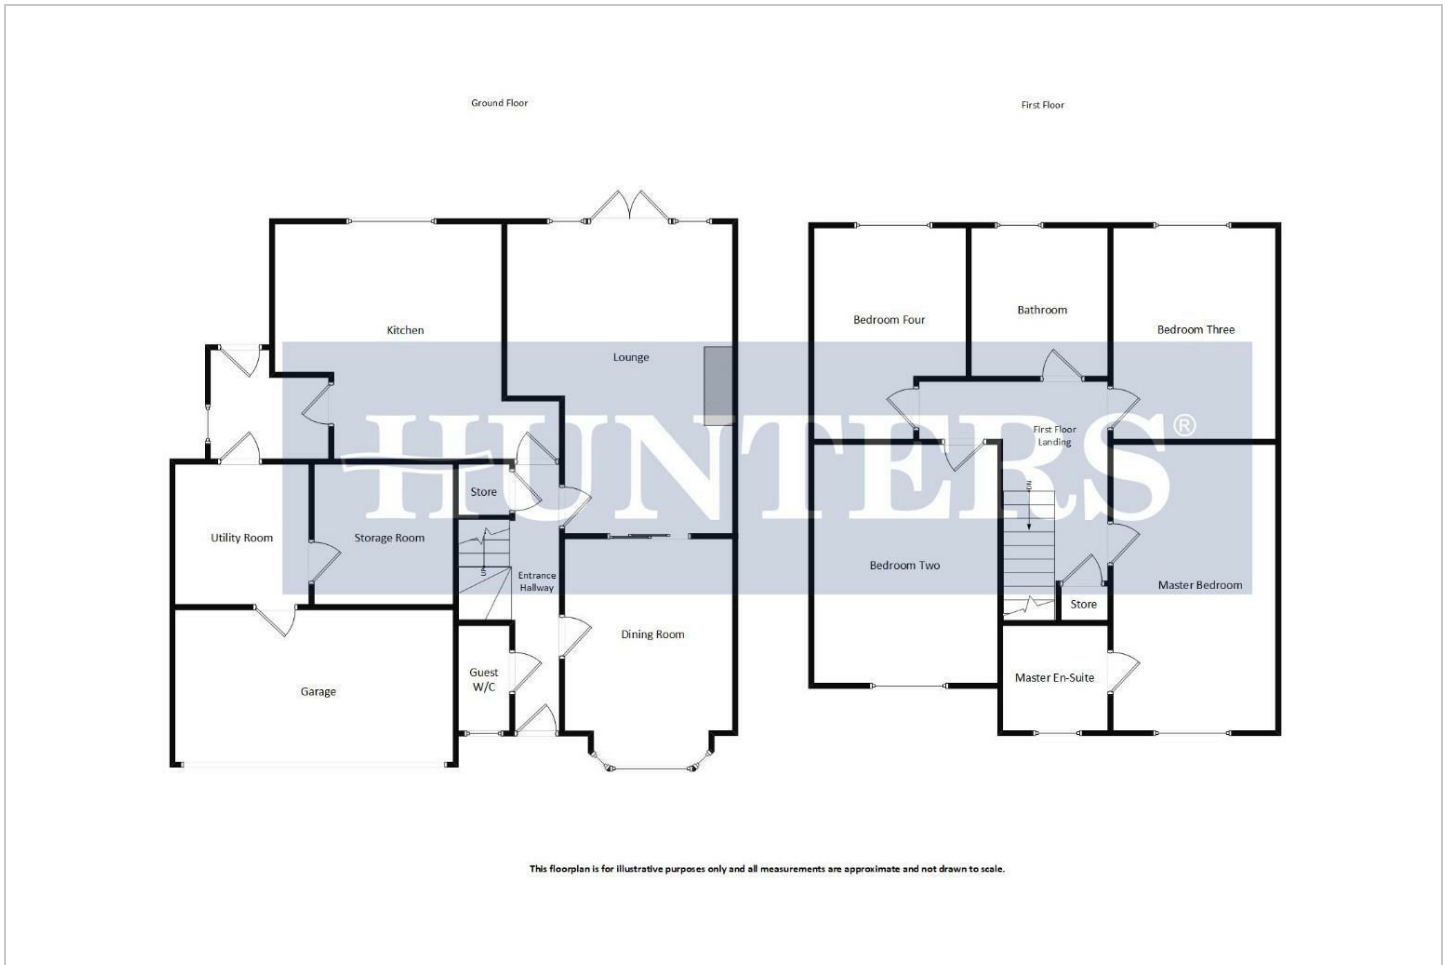 Ground Floor
First Floor
Kitchen
Lounge
Bedroom Four
Bathroom
Bedroom Three
HUNTERS®
First Floor
Landing
Store
Utility Room
Storage Room
Entrance
Hallway
Bedroom Two
Master Bedroom
Store
Dining Room
Guest
W/C
Master En-Suite
Garage
This floorplan is for illustrative purposes only and all measurements are approximate and not drawn to scale.